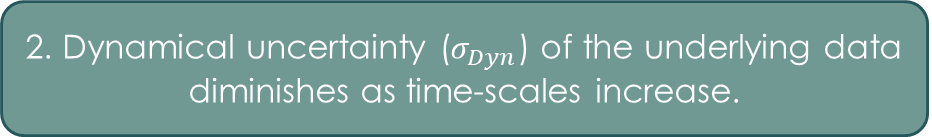 2. Dynamical uncertainty (σ_Dyn) of the underlying data
diminishes as time-scales increase.